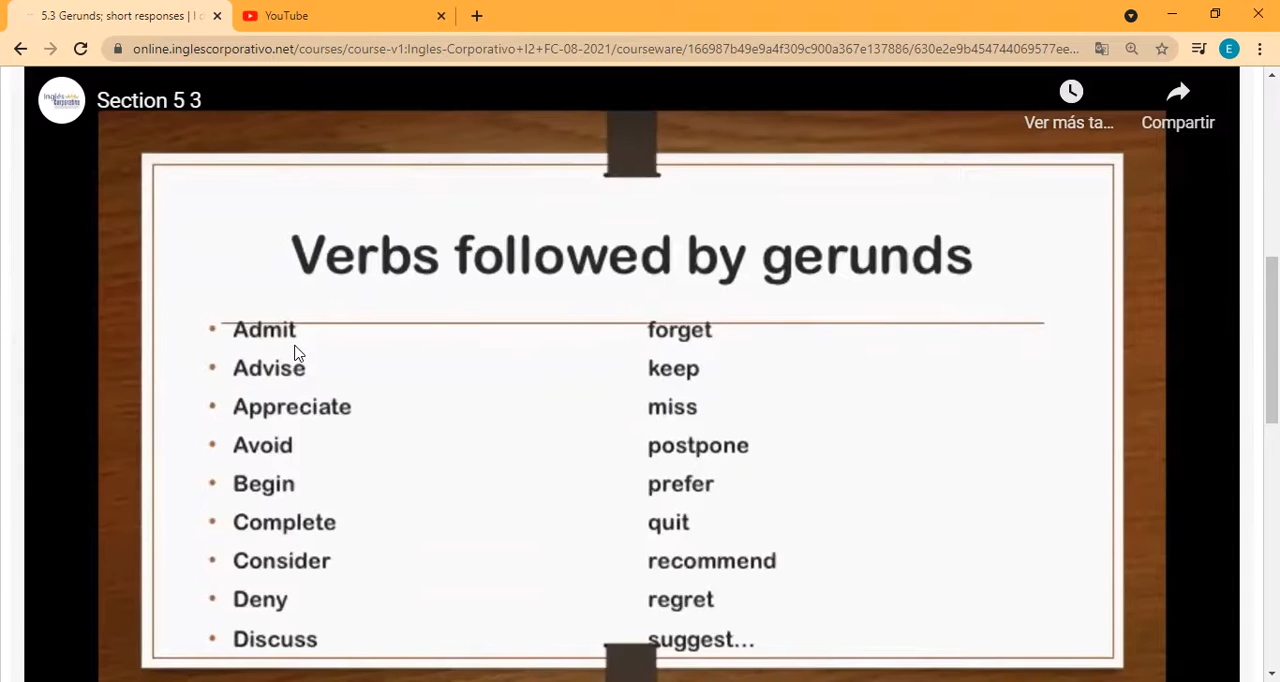 5.3 Gerunds; short responses | I d
YouTube
online.inglescorporativo.net/courses/course-v1:Ingles-Corporativo+I2+FC-08-2021/courseware/166987b49e9a4f309c900a367e137886/630e2e9b454744069577ee...
E
Section 5 3
Ver más ta...
Compartir
Verbs followed by gerunds
• Admit forget
• Advise keep
• Appreciate miss
• Avoid postpone
• Begin prefer
• Complete quit
• Consider recommend
• Deny regret
• Discuss suggest...